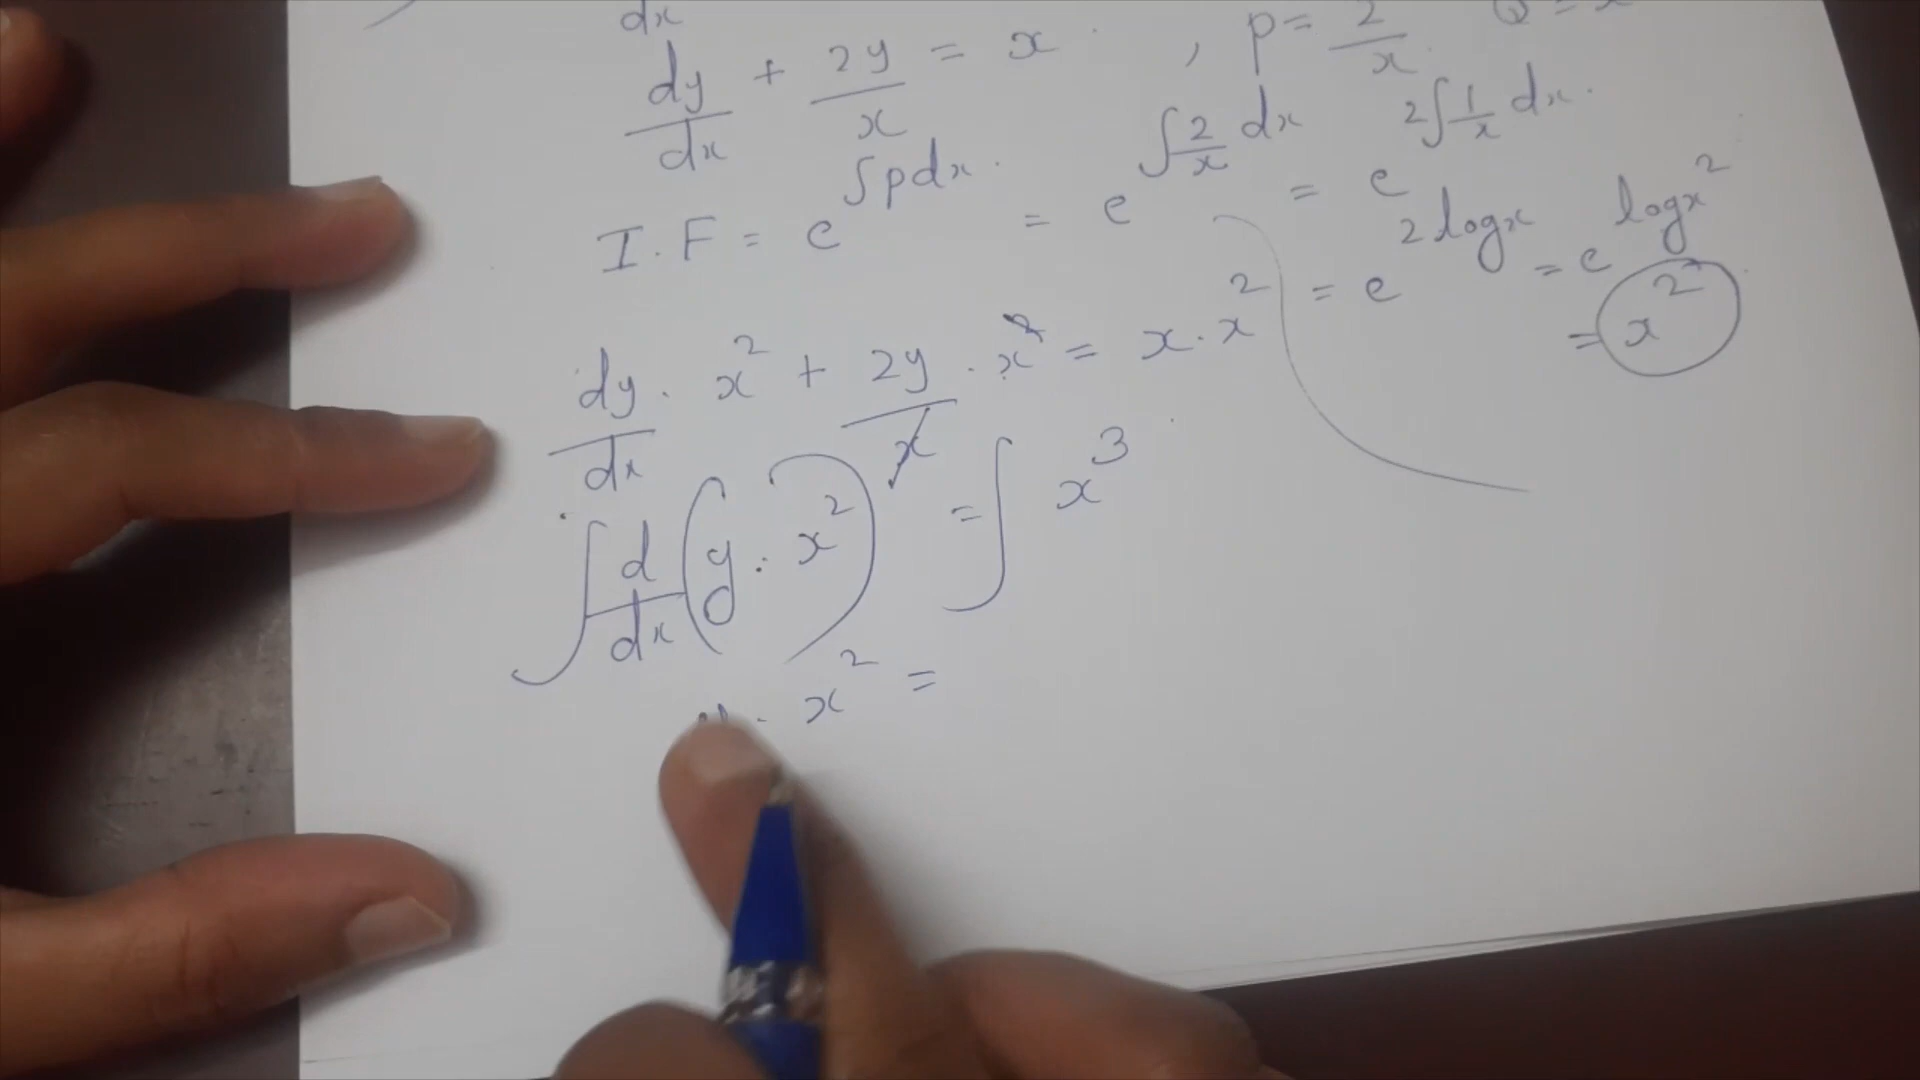 dx
dy/dx + 2y/x = x , p = 2/x Q = x
I.F = e^∫pdx = e^∫2/x dx = e^2∫1/x dx.
= e^2logx = e^logx^2
= x^2
dy/dx . x^2 + 2y/x . x^2 = x.x^2
∫ d/dx (y . x^2) = ∫ x^3
y . x^2 =